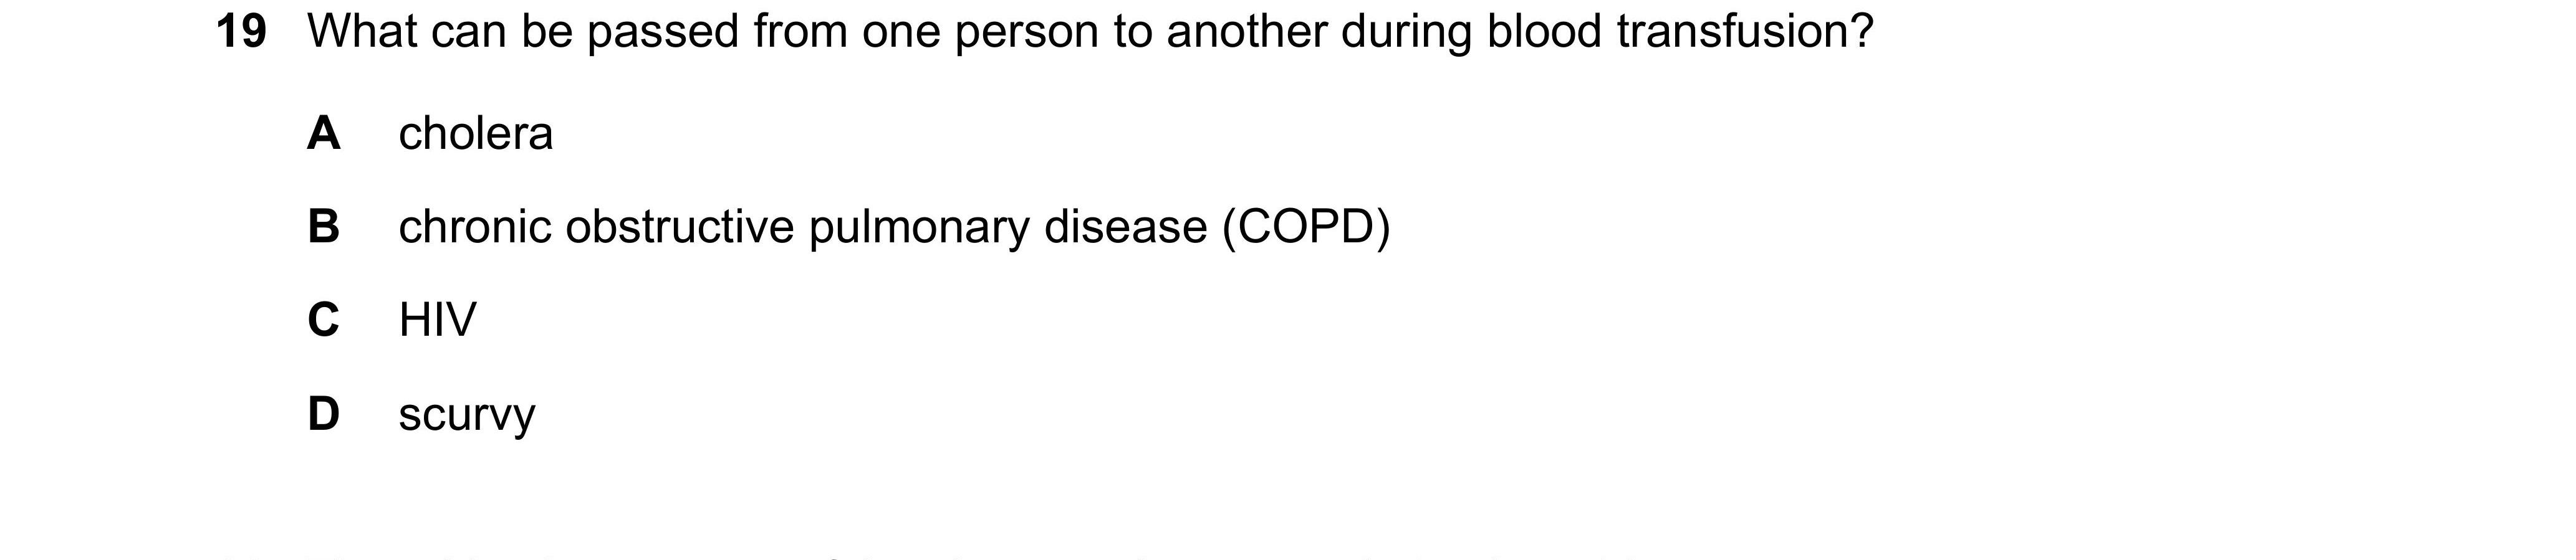 19 What can be passed from one person to another during blood transfusion?
A cholera
B chronic obstructive pulmonary disease (COPD)
C HIV
D scurvy